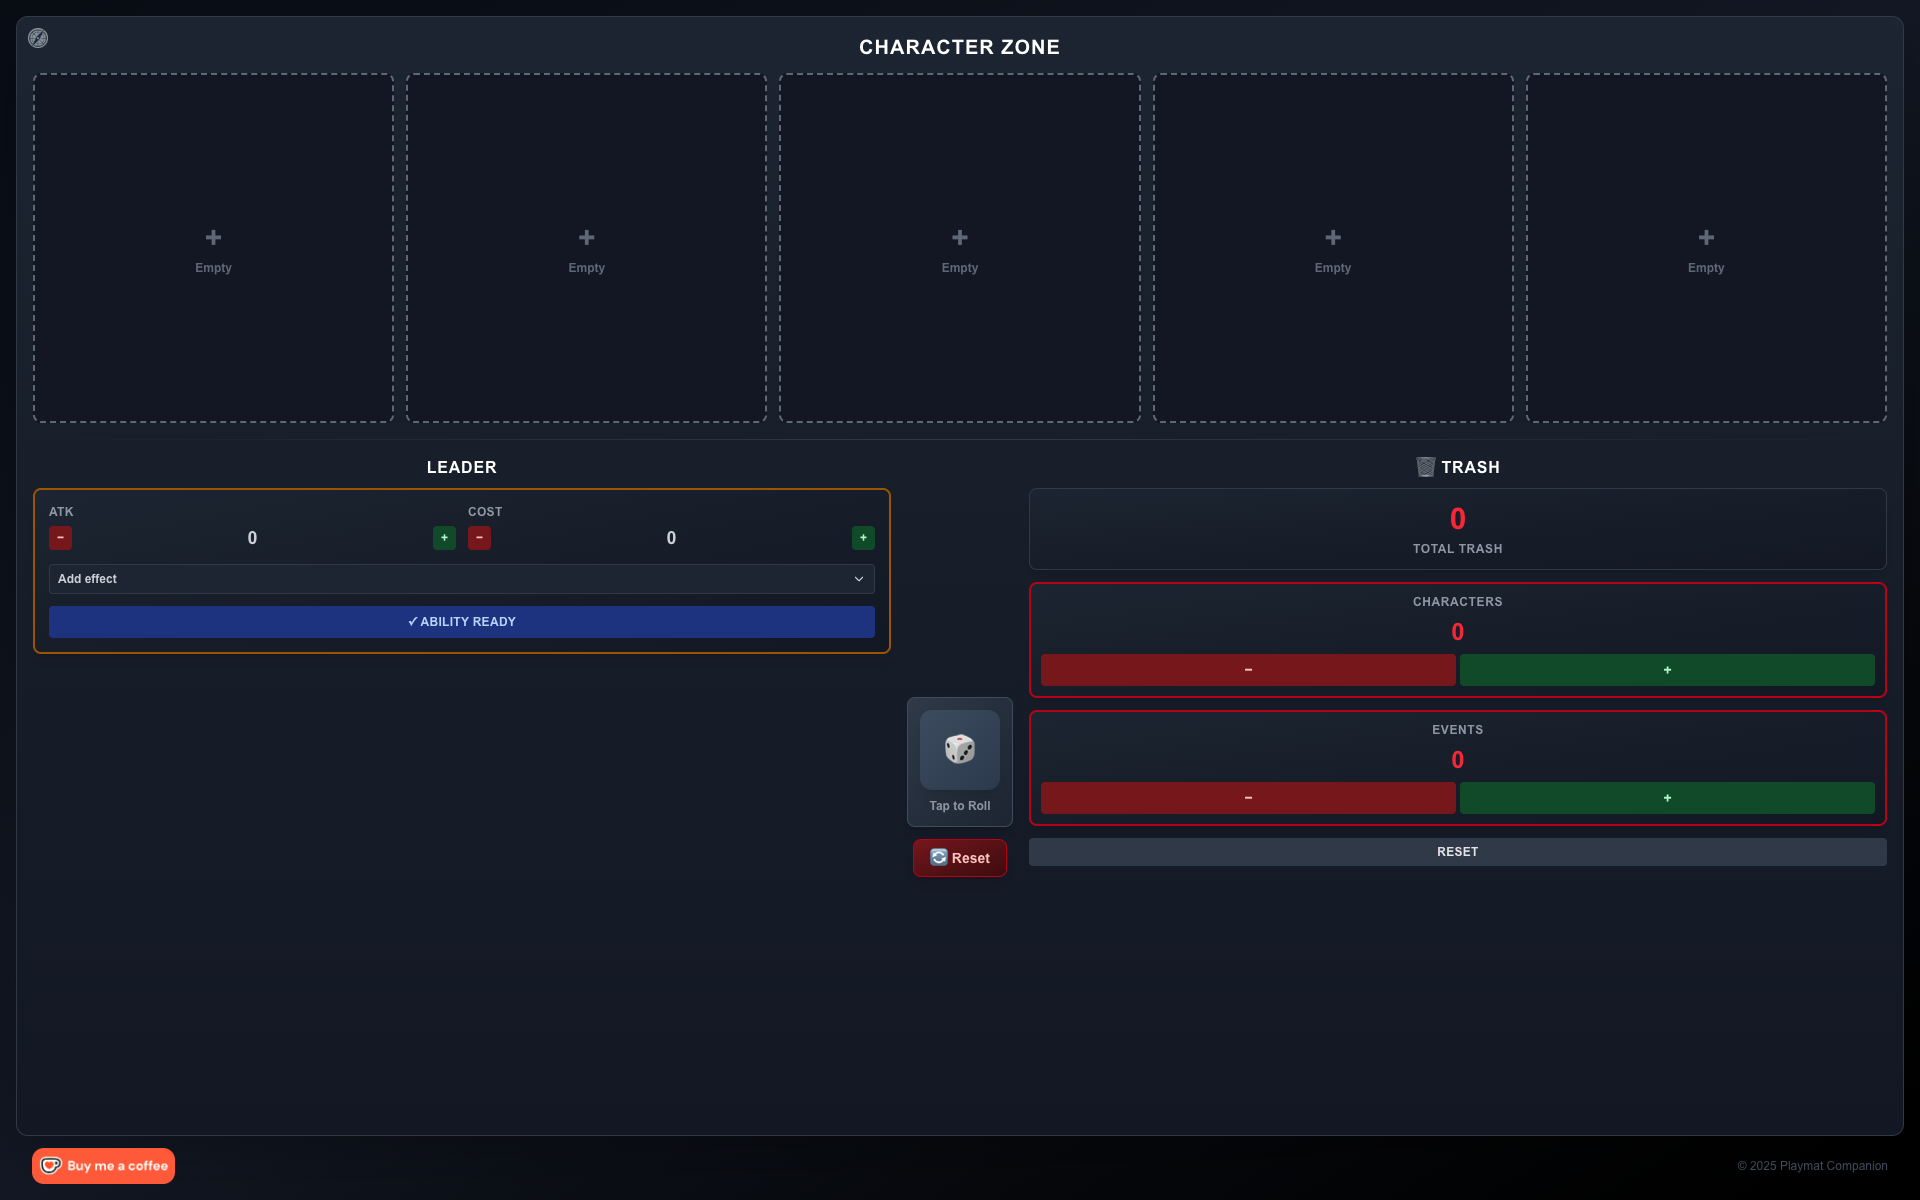 CHARACTER ZONE
+
Empty
+
Empty
+
Empty
+
Empty
+
Empty
LEADER
ATK
− 0 +
COST
− 0 +
Add effect
✓ ABILITY READY
Tap to Roll
Reset
TRASH
0
TOTAL TRASH
CHARACTERS
0
− +
EVENTS
0
− +
RESET
Buy me a coffee
© 2025 Playmat Companion